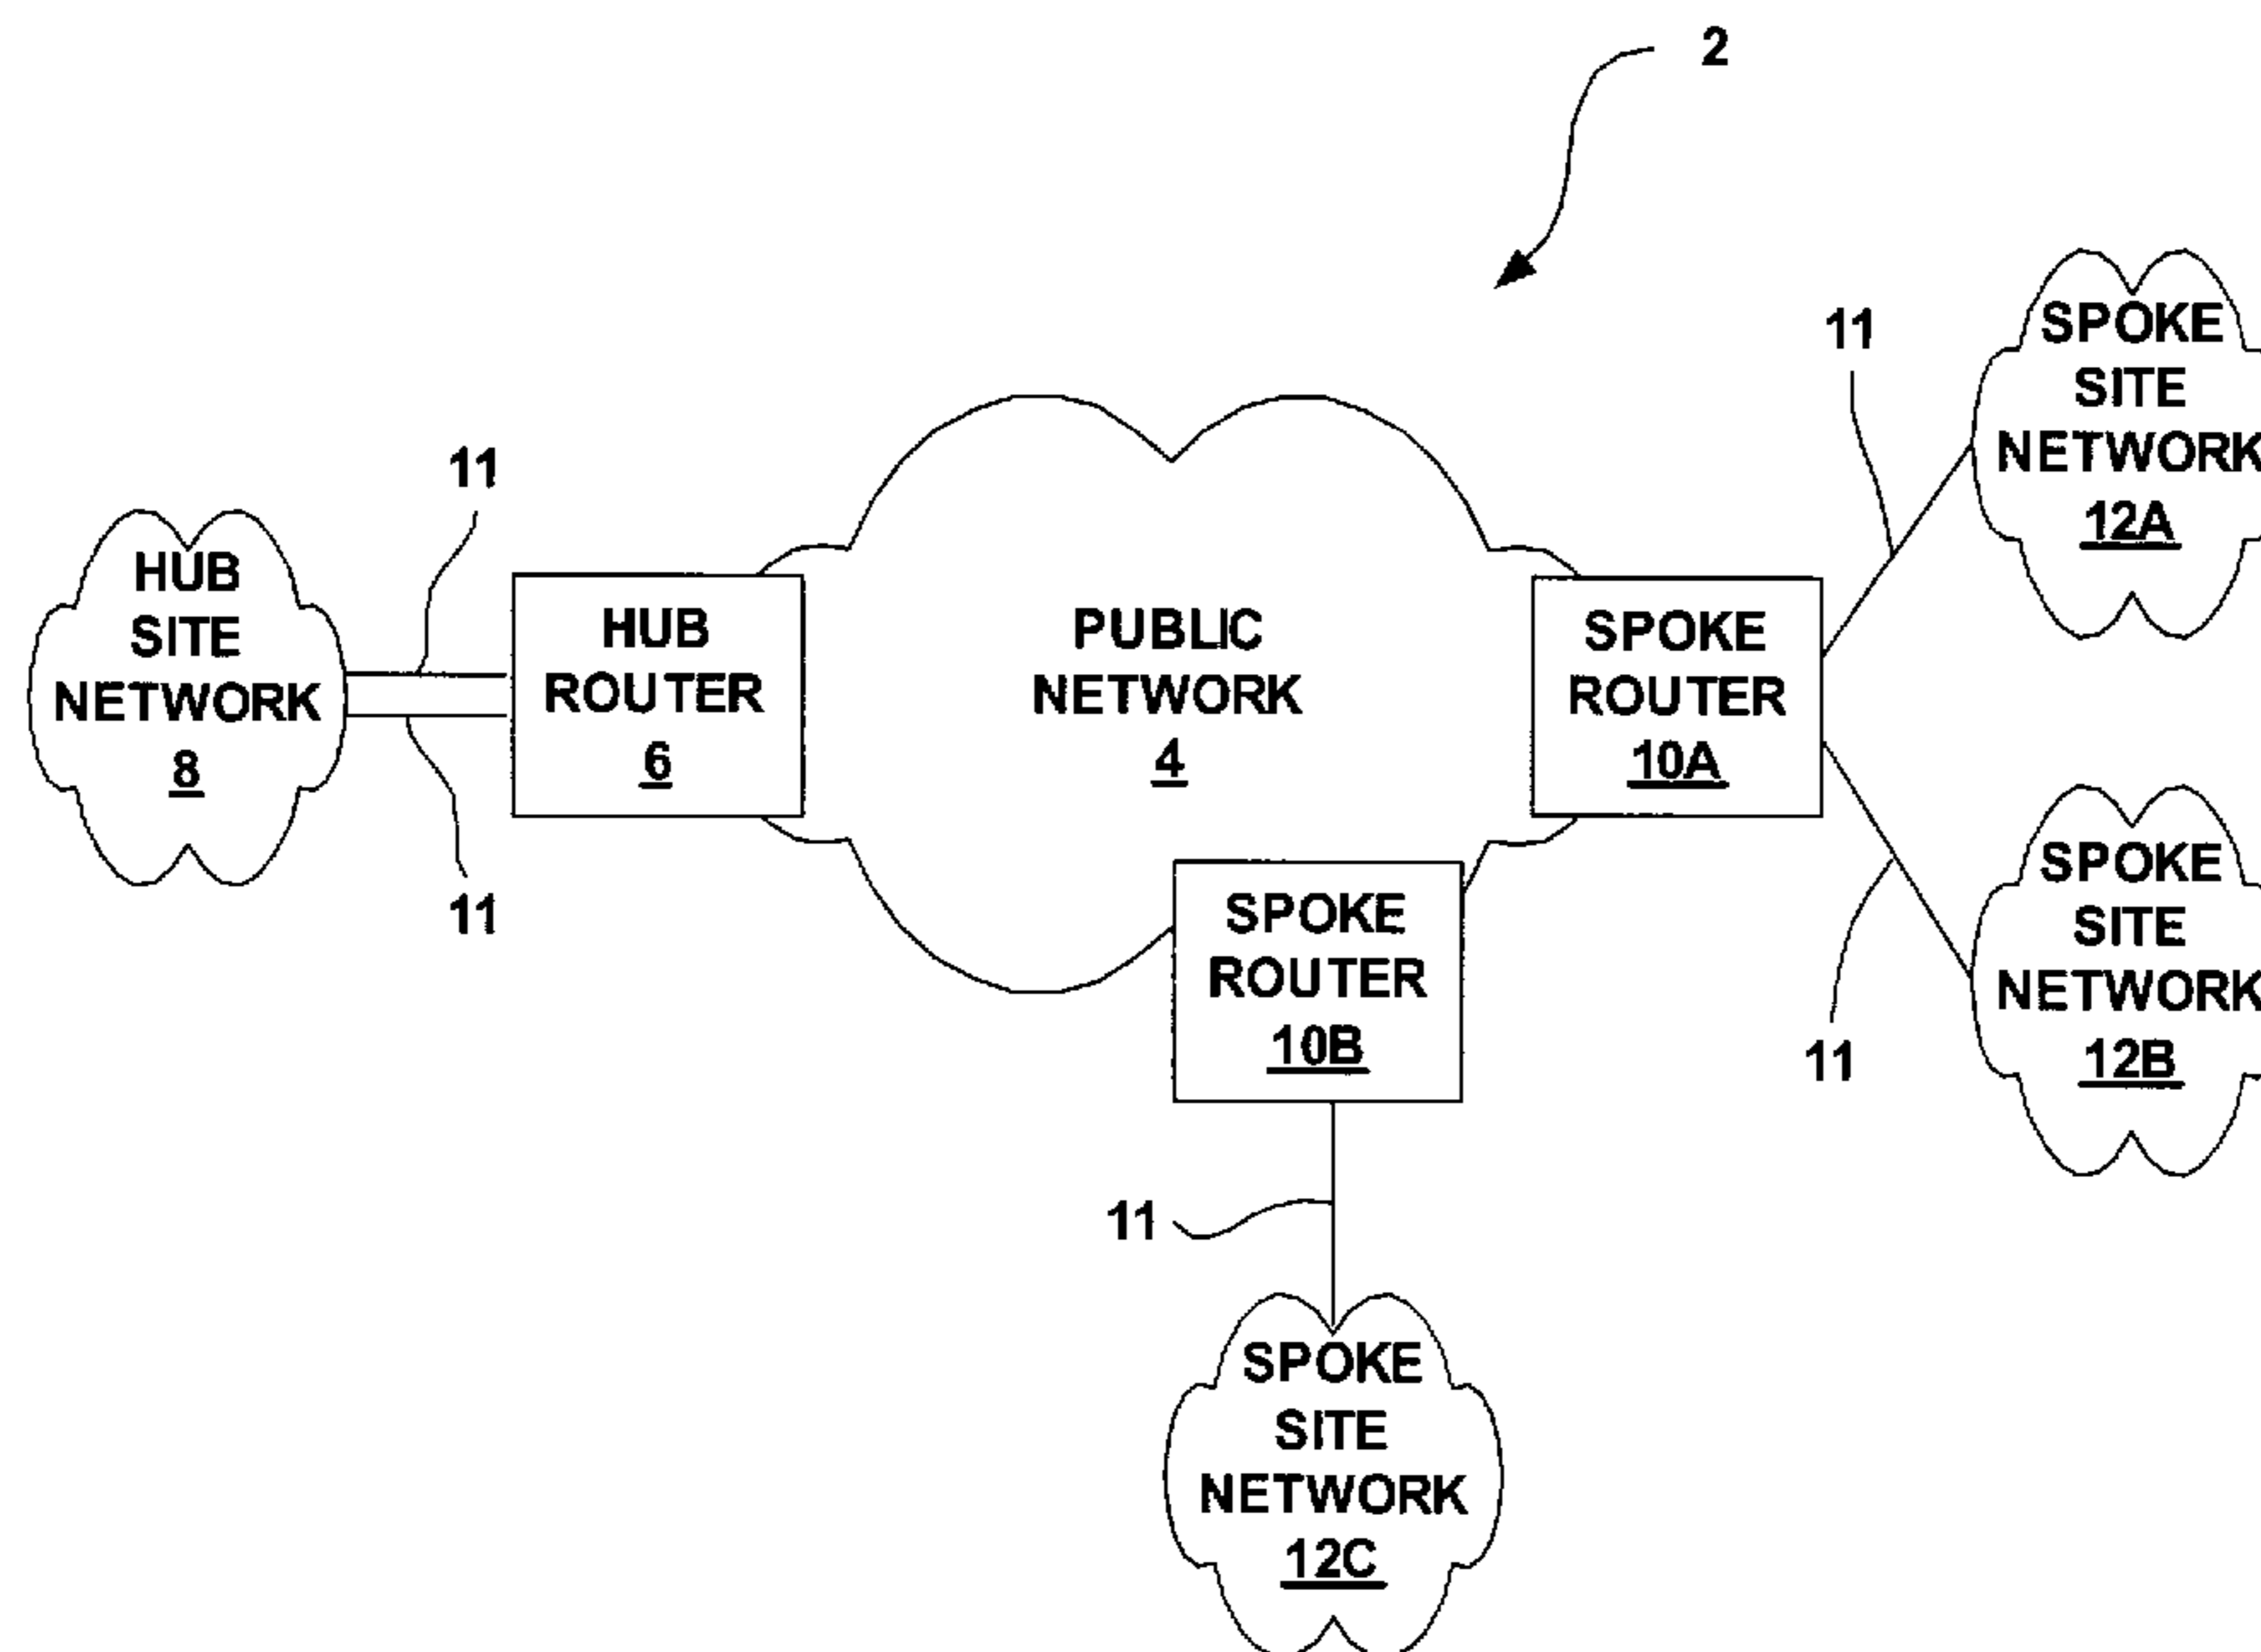 2
11
SPOKE
SITE
NETWORK
12A
11
HUB
SITE
NETWORK
8
HUB
ROUTER
6
PUBLIC
NETWORK
4
SPOKE
ROUTER
10A
11
SPOKE
ROUTER
10B
SPOKE
SITE
NETWORK
12B
11
11
SPOKE
SITE
NETWORK
12C